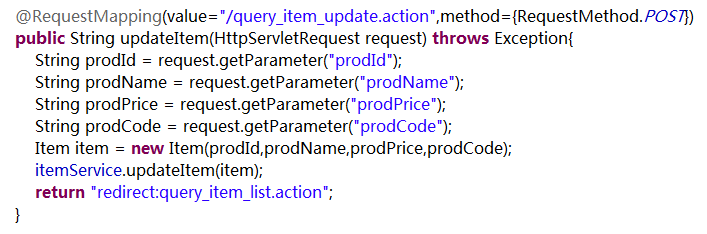 @RequestMapping(value="/query_item_update.action",method={RequestMethod.POST})
public String updateItem(HttpServletRequest request) throws Exception{
String prodId = request.getParameter("prodId");
String prodName = request.getParameter("prodName");
String prodPrice = request.getParameter("prodPrice");
String prodCode = request.getParameter("prodCode");
Item item = new Item(prodId,prodName,prodPrice,prodCode);
itemService.updateItem(item);
return "redirect:query_item_list.action";
}